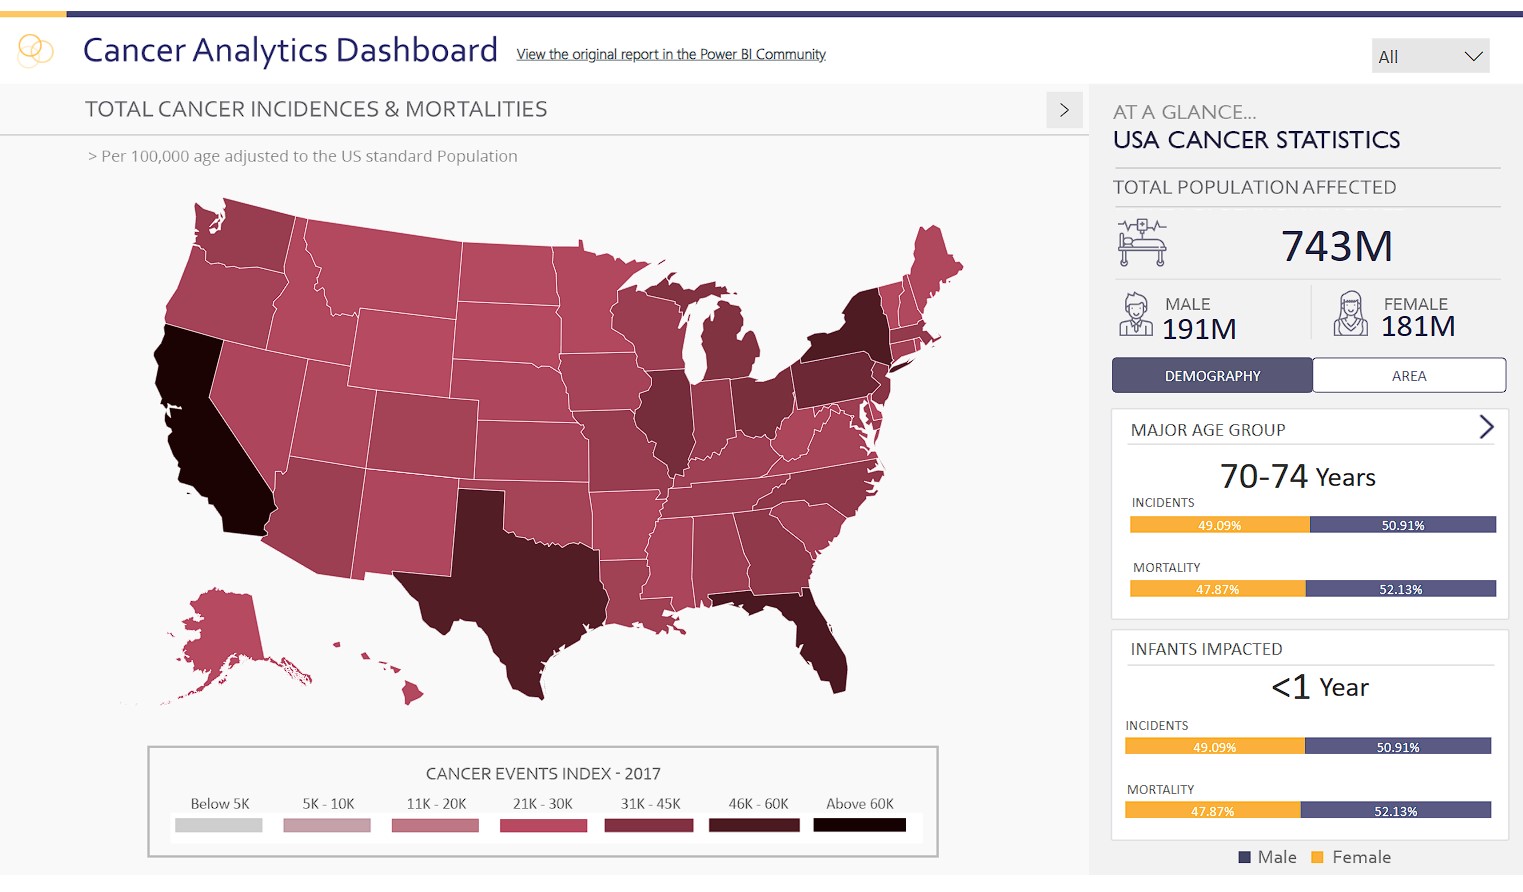 Cancer Analytics Dashboard
View the original report in the Power BI Community
All
TOTAL CANCER INCIDENCES & MORTALITIES
>
> Per 100,000 age adjusted to the US standard Population
CANCER EVENTS INDEX - 2017
Below 5K
5K - 10K
11K - 20K
21K - 30K
31K - 45K
46K - 60K
Above 60K
AT A GLANCE...
USA CANCER STATISTICS
TOTAL POPULATION AFFECTED
743M
MALE
191M
FEMALE
181M
DEMOGRAPHY
AREA
MAJOR AGE GROUP
70-74 Years
INCIDENTS
49.09%
50.91%
MORTALITY
47.87%
52.13%
INFANTS IMPACTED
<1 Year
INCIDENTS
49.09%
50.91%
MORTALITY
47.87%
52.13%
Male
Female